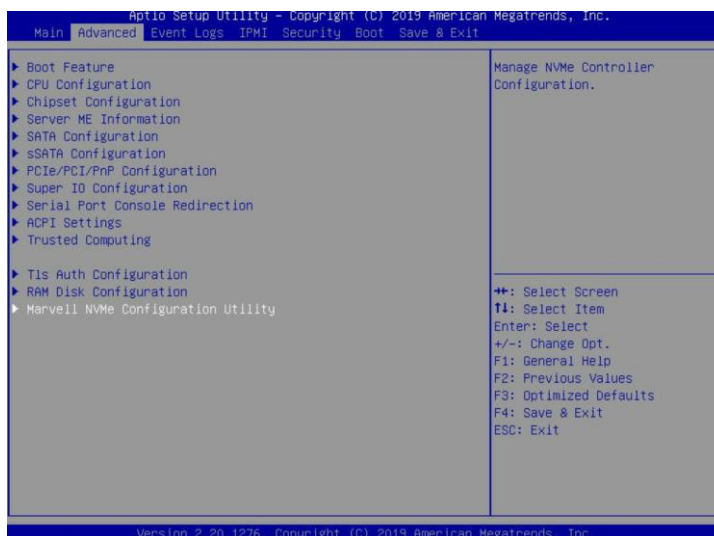 Aptio Setup Utility - Copyright (C) 2019 American Megatrends, Inc.
Main Advanced Event Logs IPMI Security Boot Save & Exit
Boot Feature
CPU Configuration
Chipset Configuration
Server ME Information
SATA Configuration
sSATA Configuration
PCIe/PCI/PnP Configuration
Super IO Configuration
Serial Port Console Redirection
ACPI Settings
Trusted Computing
Tls Auth Configuration
RAM Disk Configuration
Marvell NVMe Configuration Utility
Manage NVMe Controller
Configuration.
→←: Select Screen
↑↓: Select Item
Enter: Select
+/-: Change Opt.
F1: General Help
F2: Previous Values
F3: Optimized Defaults
F4: Save & Exit
ESC: Exit
Version 2.20.1276. Copyright (C) 2019 American Megatrends, Inc.